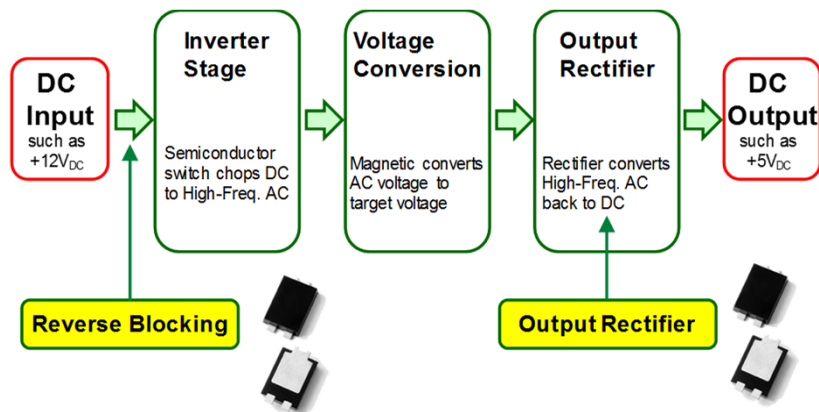 DC
Input
such as
+12VDC
Inverter
Stage
Semiconductor
switch chops DC
to High-Freq. AC
Voltage
Conversion
Magnetic converts
AC voltage to
target voltage
Output
Rectifier
Rectifier converts
High-Freq. AC
back to DC
DC
Output
such as
+5VDC
Reverse Blocking
Output Rectifier